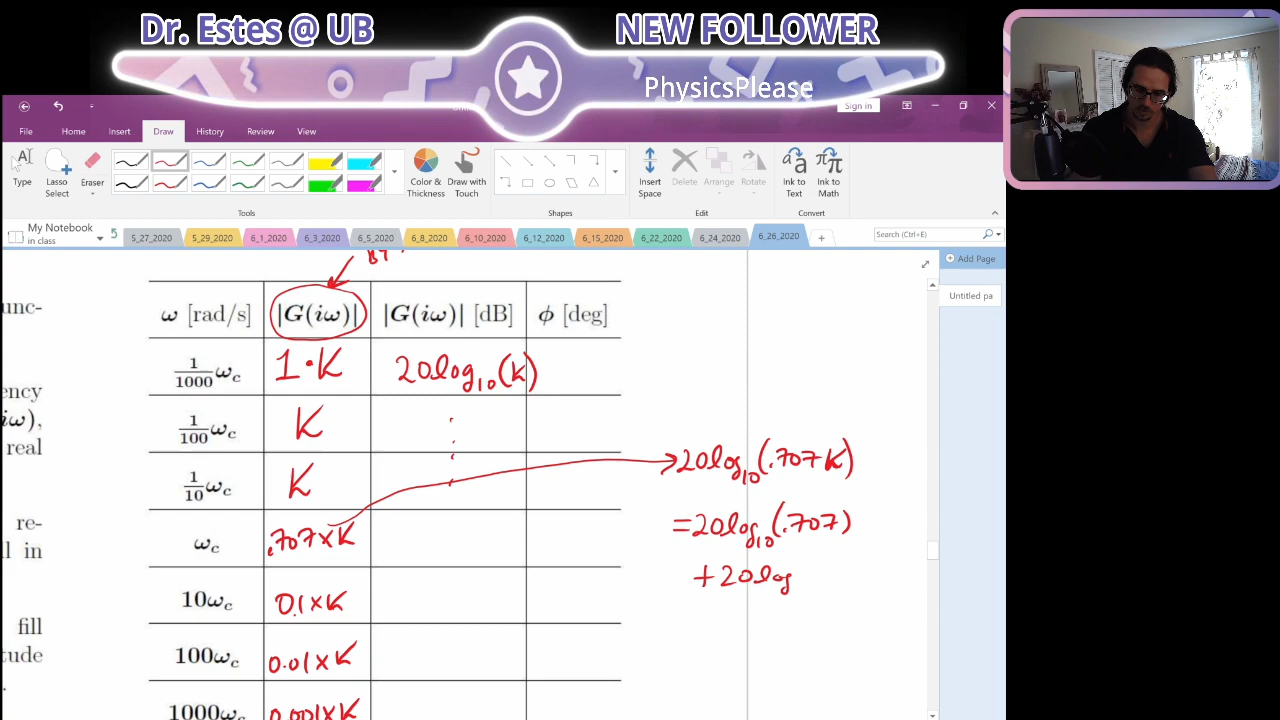 Dr. Estes @ UB
NEW FOLLOWER
PhysicsPlease
Sign in
File Home Insert Draw History Review View
Type
Lasso Select
Eraser
Color & Thickness
Draw with Touch
Insert Space
Delete
Arrange
Rotate
Ink to Text
Ink to Math
Tools
Shapes
Edit
Convert
My Notebook
in class
5_27_2020 5_29_2020 6_1_2020 6_3_2020 6_5_2020 6_8_2020 6_10_2020 6_12_2020 6_15_2020 6_22_2020 6_24_2020 6_26_2020
Search (Ctrl+E)
Add Page
Untitled pa
unc-
ency
iω),
real
re-
l in
fill
tude
ω [rad/s] |G(iω)| |G(iω)| [dB] ϕ [deg]
1/1000 ωc 1·K 20log10(K)
1/100 ωc K
1/10 ωc K
ωc .707×K
10ωc 0.1×K
100ωc 0.01×K
1000ωc 0.001×K
20log10(.707K)
=20log10(.707)
+20log